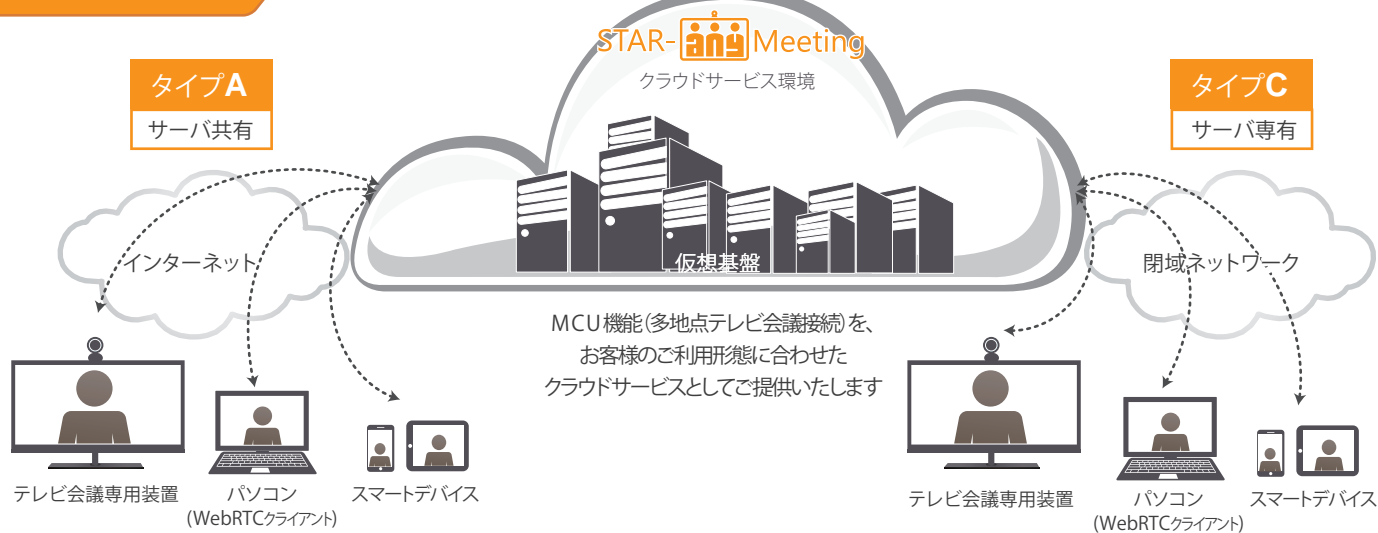 STAR-any Meeting
クラウドサービス環境
タイプA
サーバ共有
タイプC
サーバ専有
インターネット
仮想基盤
閉域ネットワーク
MCU機能(多地点テレビ会議接続)を、
お客様のご利用形態に合わせた
クラウドサービスとしてご提供いたします
テレビ会議専用装置
パソコン
(WebRTCクライアント)
スマートデバイス
テレビ会議専用装置
パソコン
(WebRTCクライアント)
スマートデバイス